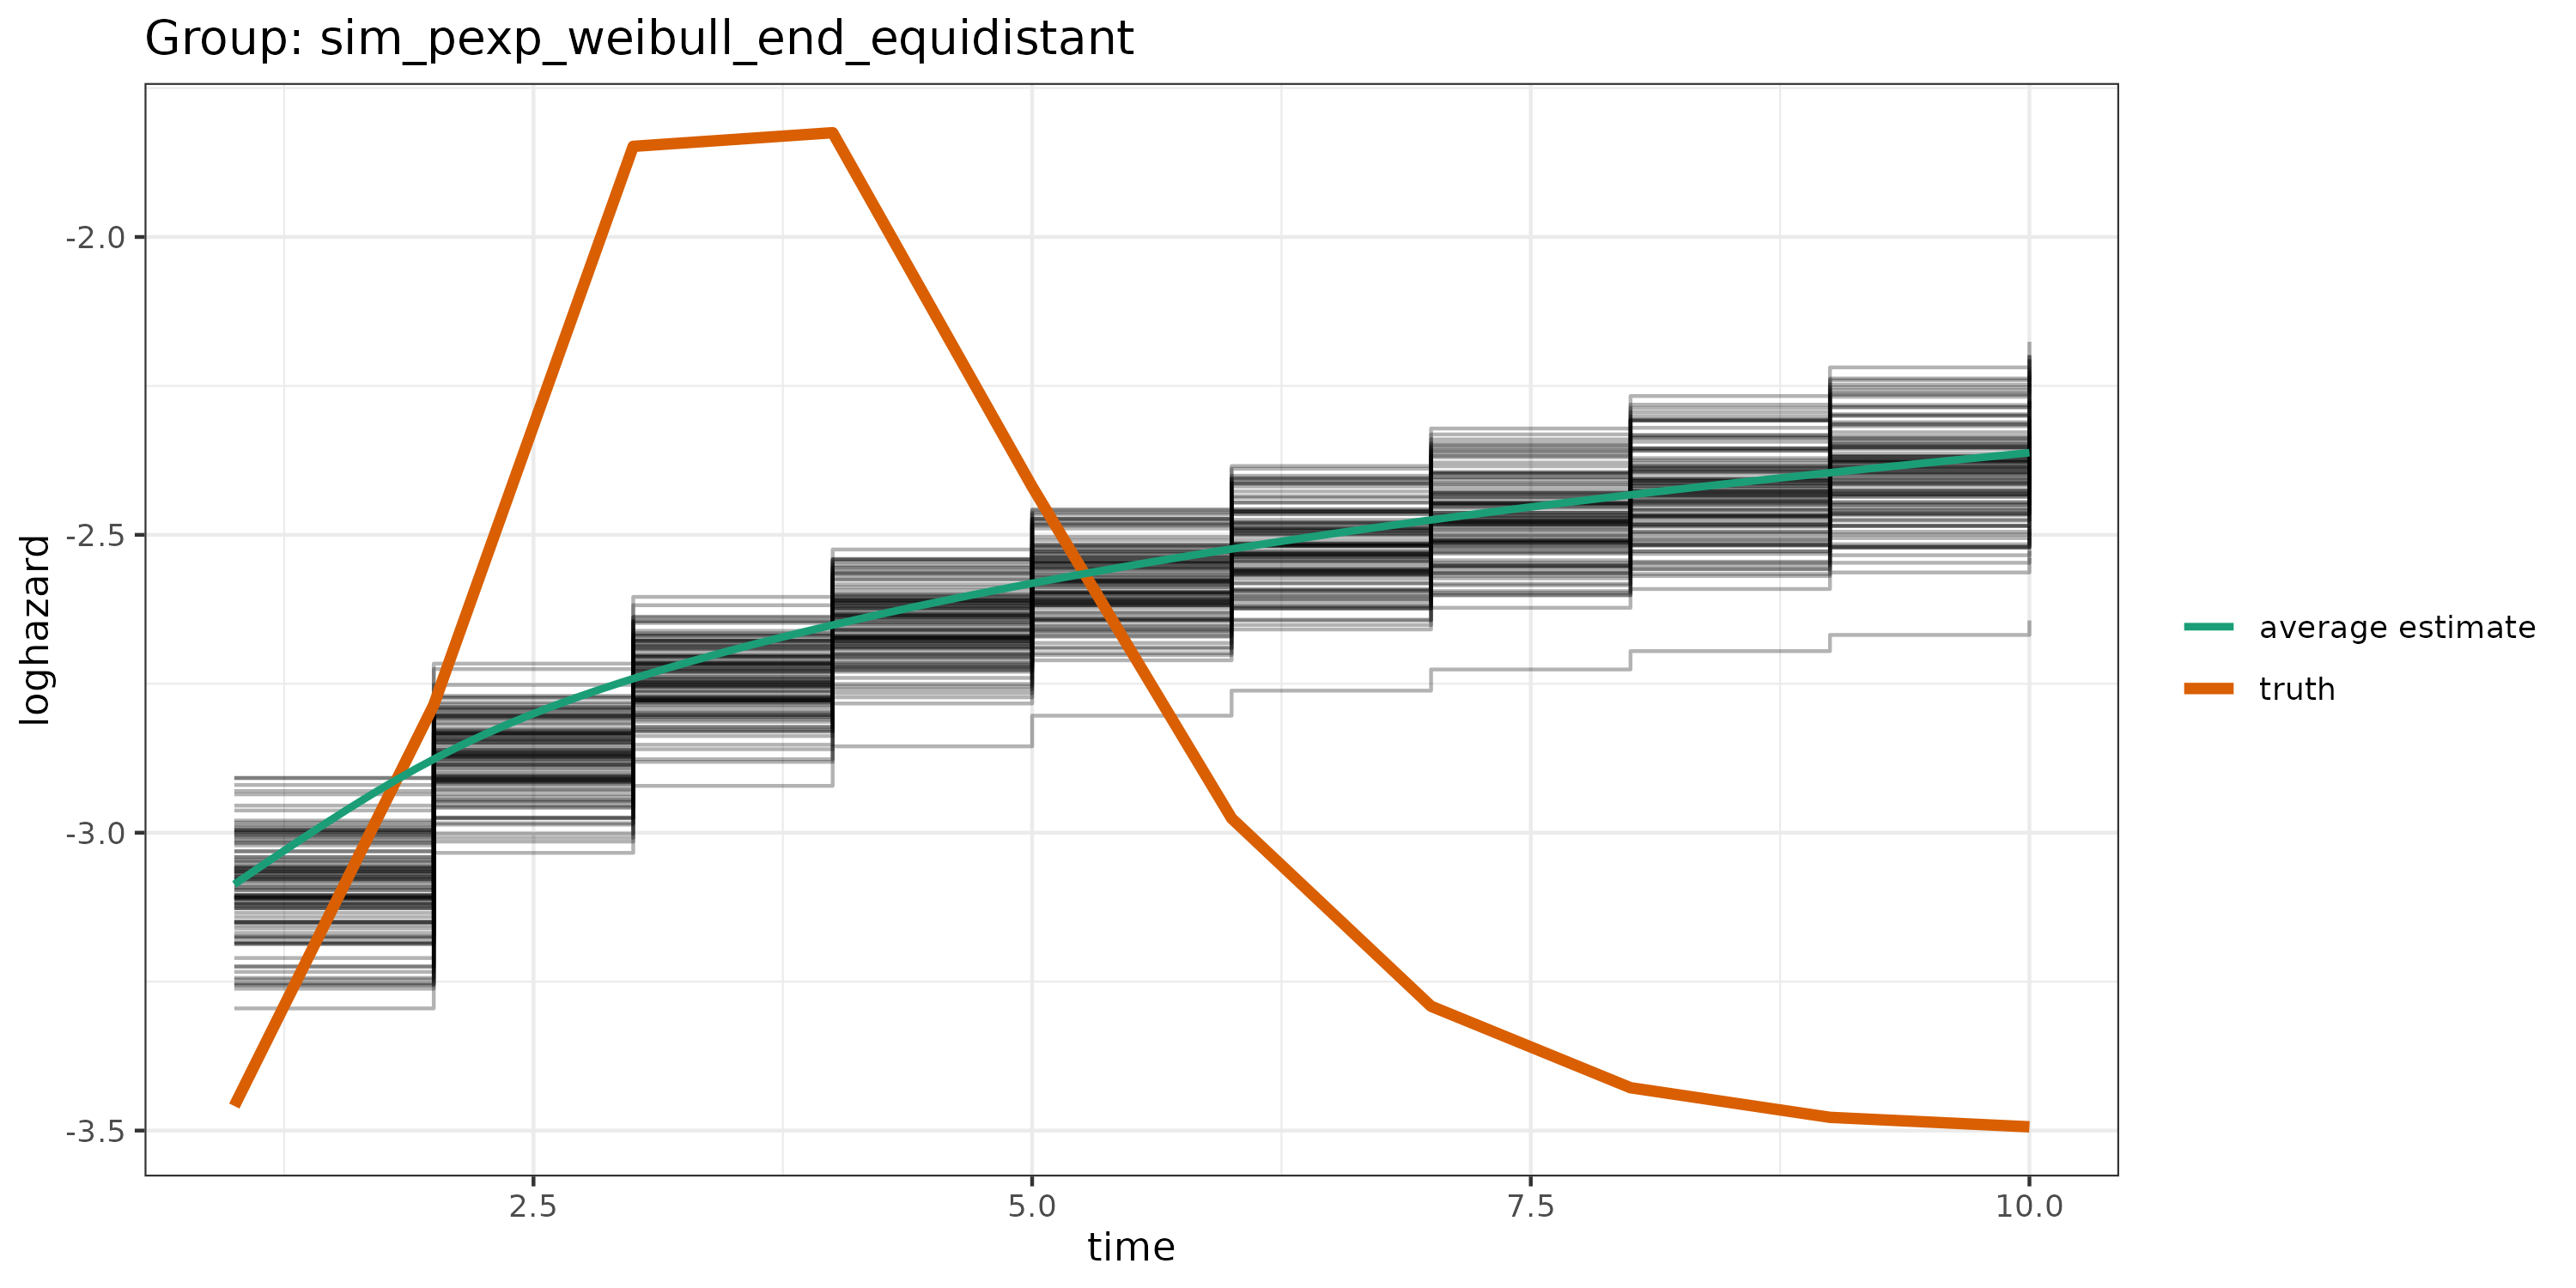 Group: sim_pexp_weibull_end_equidistant
loghazard
-2.0
-2.5
-3.0
-3.5
2.5
5.0
7.5
10.0
time
average estimate
truth